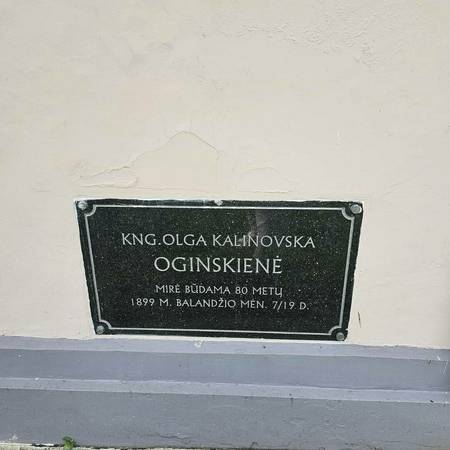 KNG.OLGA KALINOVSKA
OGINSKIENĖ
MIRĖ BŪDAMA 80 METŲ
1899 M. BALANDŽIO MĖN. 7/19 D.